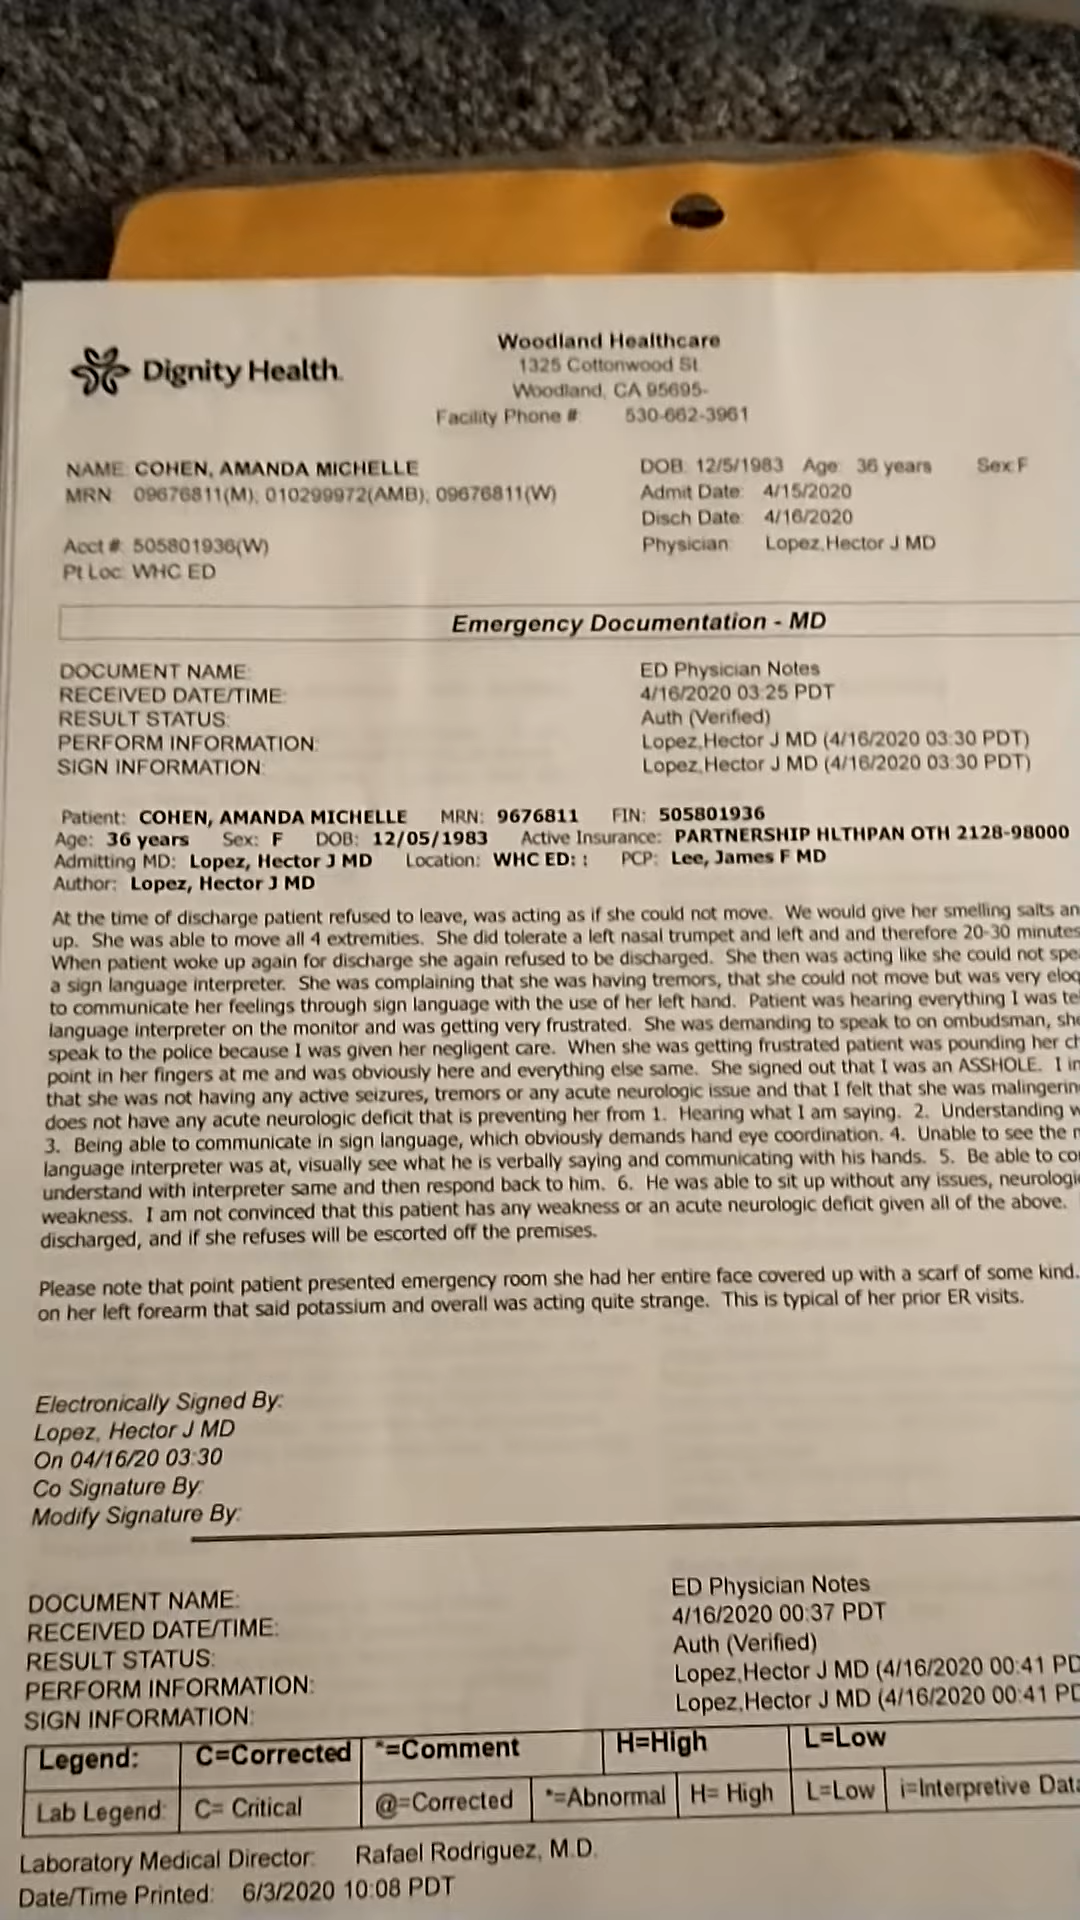 Dignity Health
Woodland Healthcare
1325 Cottonwood St.
Woodland, CA 95695-
Facility Phone # 530-662-3961
NAME: COHEN, AMANDA MICHELLE
MRN: 09676811(M); 010299972(AMB); 09676811(W)
Acct #: 505801936(W)
Pt Loc: WHC ED
DOB: 12/5/1983 Age: 36 years Sex: F
Admit Date: 4/15/2020
Disch Date: 4/16/2020
Physician: Lopez,Hector J MD
Emergency Documentation - MD
DOCUMENT NAME: ED Physician Notes
RECEIVED DATE/TIME: 4/16/2020 03:25 PDT
RESULT STATUS: Auth (Verified)
PERFORM INFORMATION: Lopez,Hector J MD (4/16/2020 03:30 PDT)
SIGN INFORMATION: Lopez,Hector J MD (4/16/2020 03:30 PDT)
Patient: COHEN, AMANDA MICHELLE MRN: 9676811 FIN: 505801936
Age: 36 years Sex: F DOB: 12/05/1983 Active Insurance: PARTNERSHIP HLTHPAN OTH 2128-98000
Admitting MD: Lopez, Hector J MD Location: WHC ED: : PCP: Lee, James F MD
Author: Lopez, Hector J MD
At the time of discharge patient refused to leave, was acting as if she could not move. We would give her smelling salts an
up. She was able to move all 4 extremities. She did tolerate a left nasal trumpet and left and and therefore 20-30 minutes
When patient woke up again for discharge she again refused to be discharged. She then was acting like she could not spe
a sign language interpreter. She was complaining that she was having tremors, that she could not move but was very eloq
to communicate her feelings through sign language with the use of her left hand. Patient was hearing everything I was te
language interpreter on the monitor and was getting very frustrated. She was demanding to speak to on ombudsman, she
speak to the police because I was given her negligent care. When she was getting frustrated patient was pounding her ch
point in her fingers at me and was obviously here and everything else same. She signed out that I was an ASSHOLE. I in
that she was not having any active seizures, tremors or any acute neurologic issue and that I felt that she was malingerin
does not have any acute neurologic deficit that is preventing her from 1. Hearing what I am saying. 2. Understanding w
3. Being able to communicate in sign language, which obviously demands hand eye coordination. 4. Unable to see the m
language interpreter was at, visually see what he is verbally saying and communicating with his hands. 5. Be able to co
understand with interpreter same and then respond back to him. 6. He was able to sit up without any issues, neurologi
weakness. I am not convinced that this patient has any weakness or an acute neurologic deficit given all of the above.
discharged, and if she refuses will be escorted off the premises.
Please note that point patient presented emergency room she had her entire face covered up with a scarf of some kind.
on her left forearm that said potassium and overall was acting quite strange. This is typical of her prior ER visits.
Electronically Signed By:
Lopez, Hector J MD
On 04/16/20 03:30
Co Signature By:
Modify Signature By:
DOCUMENT NAME: ED Physician Notes
RECEIVED DATE/TIME: 4/16/2020 00:37 PDT
RESULT STATUS: Auth (Verified)
PERFORM INFORMATION: Lopez,Hector J MD (4/16/2020 00:41 PD
SIGN INFORMATION: Lopez,Hector J MD (4/16/2020 00:41 PD
Legend: C=Corrected *=Comment H=High L=Low
Lab Legend: C= Critical @=Corrected *=Abnormal H= High L=Low i=Interpretive Data
Laboratory Medical Director: Rafael Rodriguez, M.D.
Date/Time Printed: 6/3/2020 10:08 PDT